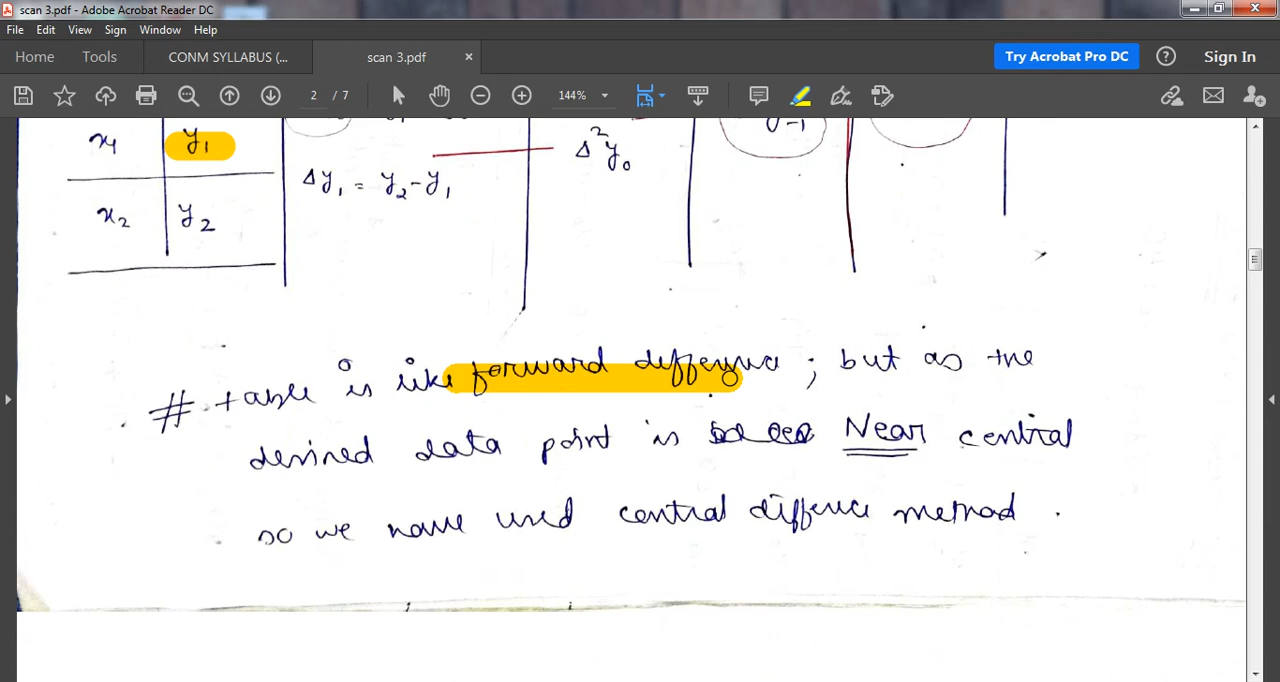 scan 3.pdf - Adobe Acrobat Reader DC
File Edit View Sign Window Help
Home Tools CONM SYLLABUS (... scan 3.pdf × Try Acrobat Pro DC Sign In
2 / 7 144%
x₁ y₁
Δ²y₀
Δy₁ = y₂-y₁
x₂ y₂
# table is like forward difference ; but as the
desired data point is Near central
so we have used central diffence method .